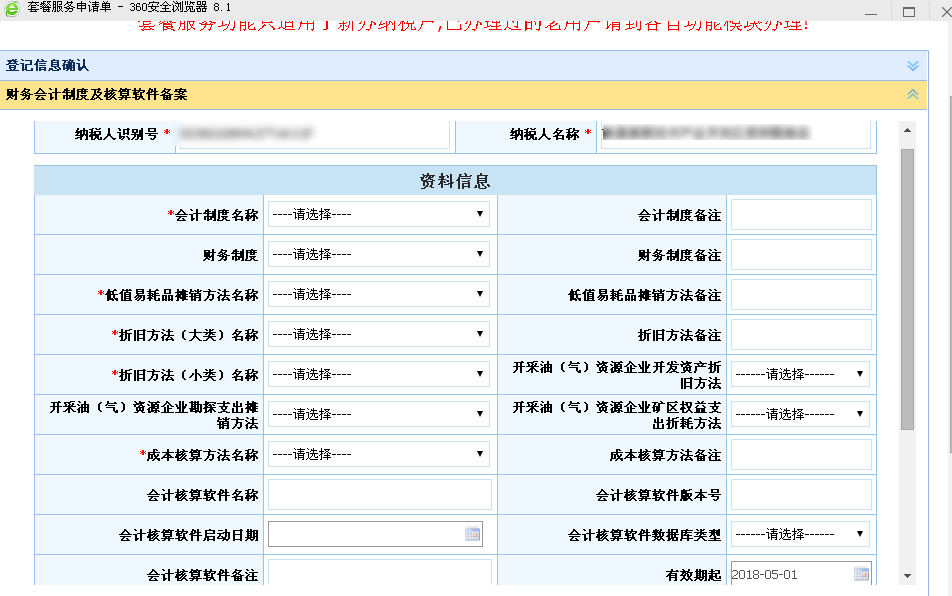 套餐服务申请单 - 360安全浏览器 8.1
套餐服务功能只适用于新办纳税户,已办理过的老用户请到各自功能模块办理!
登记信息确认
财务会计制度及核算软件备案
纳税人识别号 * 纳税人名称 *
资料信息
*会计制度名称 ----请选择---- 会计制度备注
财务制度 ----请选择---- 财务制度备注
*低值易耗品摊销方法名称 ----请选择---- 低值易耗品摊销方法备注
*折旧方法（大类）名称 ----请选择---- 折旧方法备注
*折旧方法（小类）名称 ----请选择---- 开采油（气）资源企业开发资产折
旧方法 ------请选择------
开采油（气）资源企业勘探支出摊
销方法 ----请选择---- 开采油（气）资源企业矿区权益支
出折耗方法 ------请选择------
*成本核算方法名称 ----请选择---- 成本核算方法备注
会计核算软件名称 会计核算软件版本号
会计核算软件启动日期 会计核算软件数据库类型 ------请选择------
会计核算软件备注 有效期起 2018-05-01